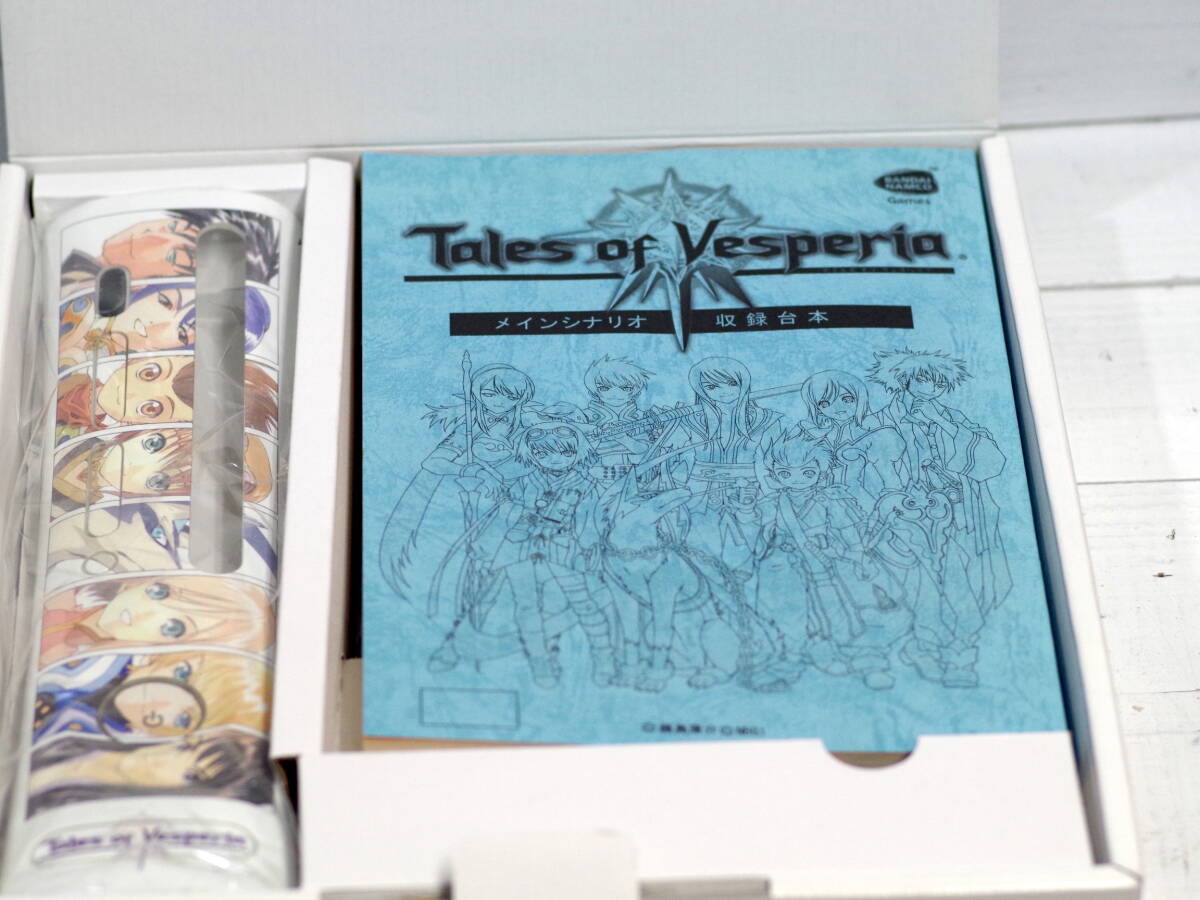 BANDAI
NAMCO
Games
Tales of Vesperia
メインシナリオ 収録台本
Tales of Vesperia